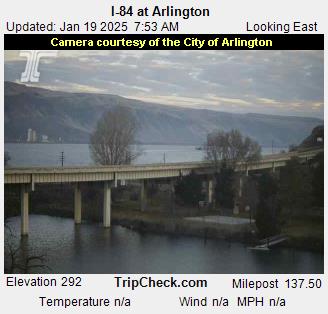 I-84 at Arlington
Updated: Jan 19 2025 7:53 AM Looking East
Camera courtesy of the City of Arlington
Elevation 292 TripCheck.com Milepost 137.50
Temperature n/a Wind n/a MPH n/a